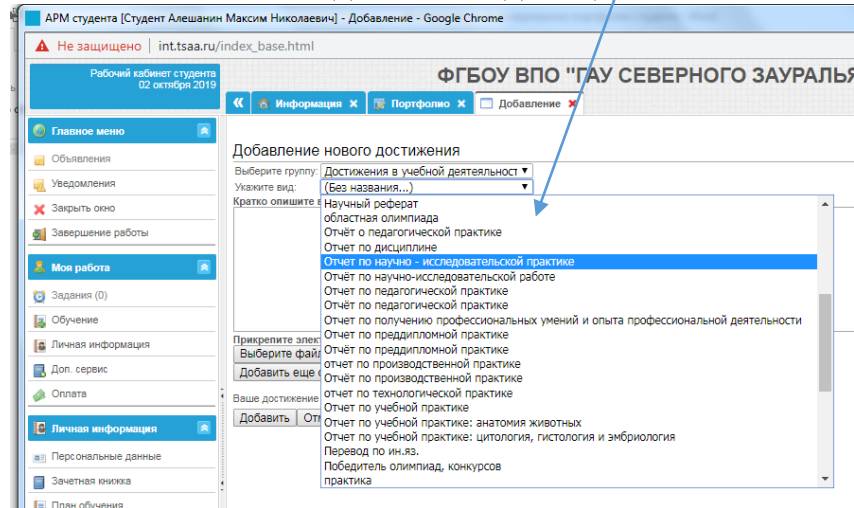 АРМ студента [Студент Алешанин Максим Николаевич] - Добавление - Google Chrome
Не защищено | int.tsaa.ru/index_base.html
Рабочий кабинет студента
02 октября 2019
ФГБОУ ВПО "ГАУ СЕВЕРНОГО ЗАУРАЛЬЯ
Информация
Портфолио
Добавление
Главное меню
Объявления
Уведомления
Закрыть окно
Завершение работы
Моя работа
Задания (0)
Обучение
Личная информация
Доп. сервис
Оплата
Личная информация
Персональные данные
Зачетная книжка
План обучения
Добавление нового достижения
Выберите группу: Достижения в учебной деятельност
Укажите вид: (Без названия...)
Кратко опишите
Научный реферат
областная олимпиада
Отчёт о педагогической практике
Отчет по дисциплине
Отчет по научно - исследовательской практике
Отчёт по научно-исследовательской работе
Отчет по педагогической практике
Отчёт по педагогической практике
Отчет по получению профессиональных умений и опыта профессиональной деятельности
Отчет по преддипломной практике
Отчёт по преддипломной практике
отчет по производственной практике
Отчёт по производственной практике
отчет по технологической практике
Отчет по учебной практике
Отчет по учебной практике: анатомия животных
Отчет по учебной практике: цитология, гистология и эмбриология
Перевод по ин.яз.
Победитель олимпиад, конкурсов
практика
Прикрепите элек
Выберите файл
Добавить еще
Ваше достижение
Добавить
От